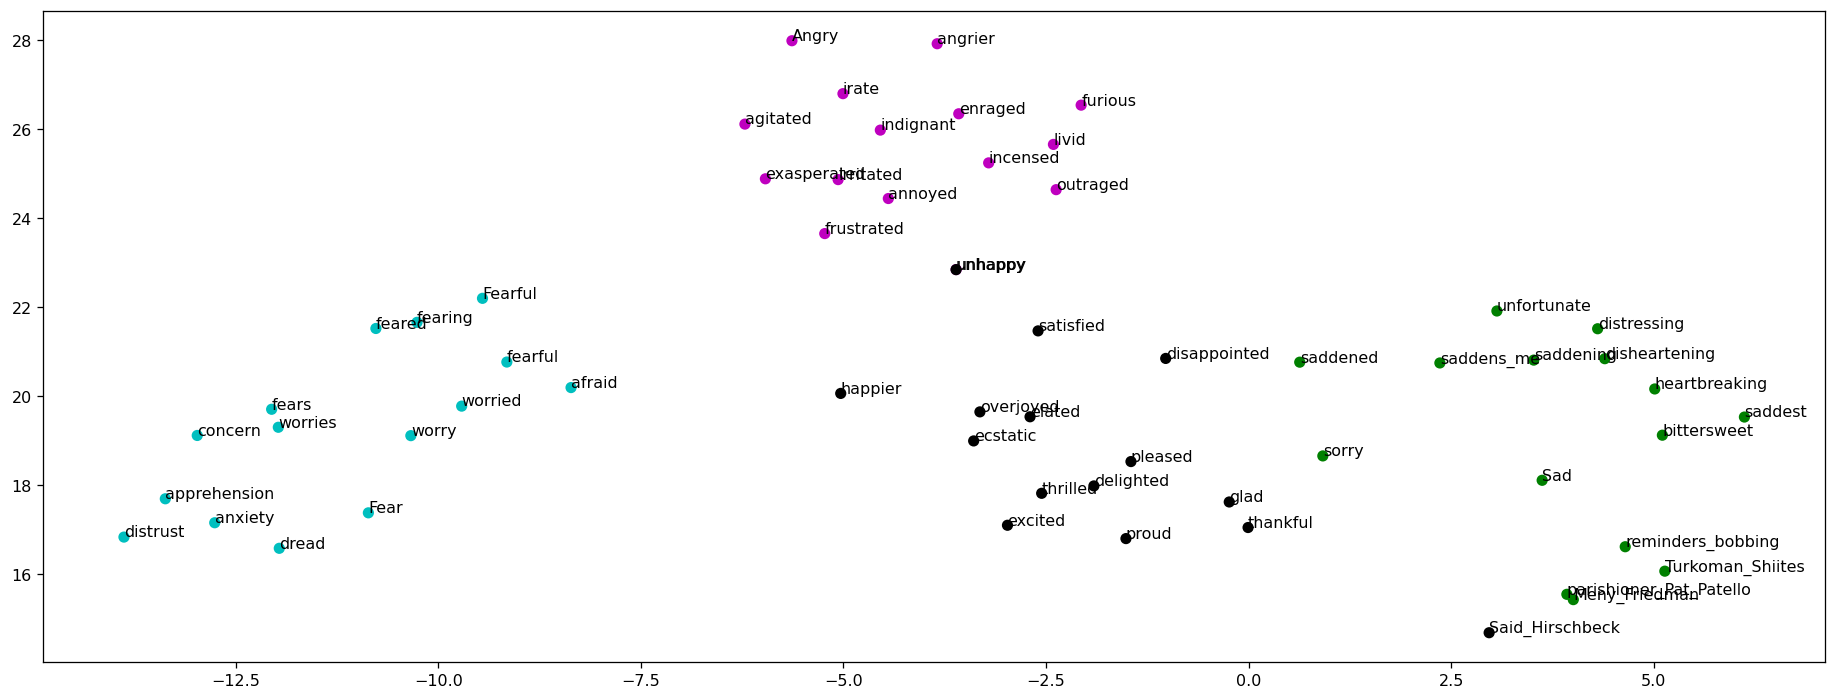 28
Angry
angrier
irate
furious
enraged
26
agitated
indignant
livid
incensed
exasperated
irritated
outraged
annoyed
24
frustrated
unhappy
22
Fearful
unfortunate
feared
fearing
satisfied
distressing
fearful
disappointed
saddened
saddens_me
saddening
disheartening
20
afraid
happier
heartbreaking
fears
worried
overjoyed
elated
saddest
concern
worries
worry
ecstatic
bittersweet
pleased
sorry
18
apprehension
thrilled
delighted
Sad
glad
distrust
anxiety
Fear
excited
proud
thankful
dread
reminders_bobbing
16
Turkoman_Shiites
parishioner_Pat_Patello
Meny_Friedman
Said_Hirschbeck
−12.5
−10.0
−7.5
−5.0
−2.5
0.0
2.5
5.0